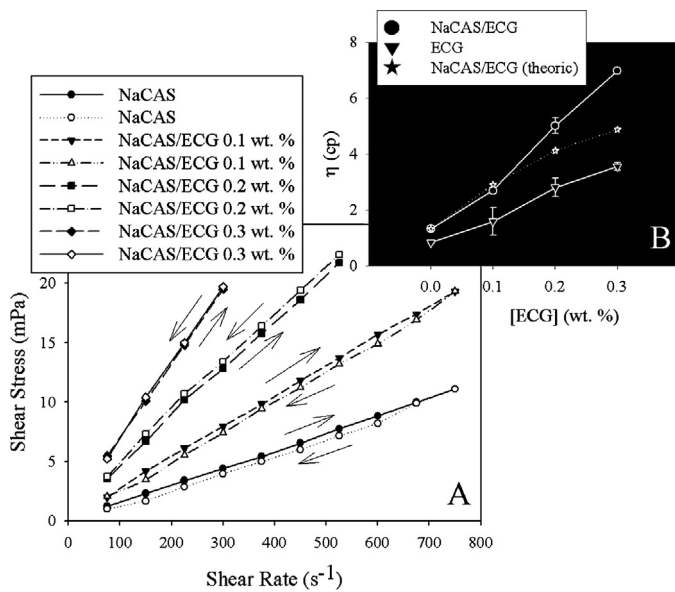 NaCAS/ECG
ECG
NaCAS/ECG (theoric)
8
6
4
2
0
η (cp)
0.0 0.1 0.2 0.3
[ECG] (wt. %)
B
NaCAS
NaCAS
NaCAS/ECG 0.1 wt. %
NaCAS/ECG 0.1 wt. %
NaCAS/ECG 0.2 wt. %
NaCAS/ECG 0.2 wt. %
NaCAS/ECG 0.3 wt. %
NaCAS/ECG 0.3 wt. %
20
15
10
5
0
Shear Stress (mPa)
A
0 100 200 300 400 500 600 700 800
Shear Rate (s-1)